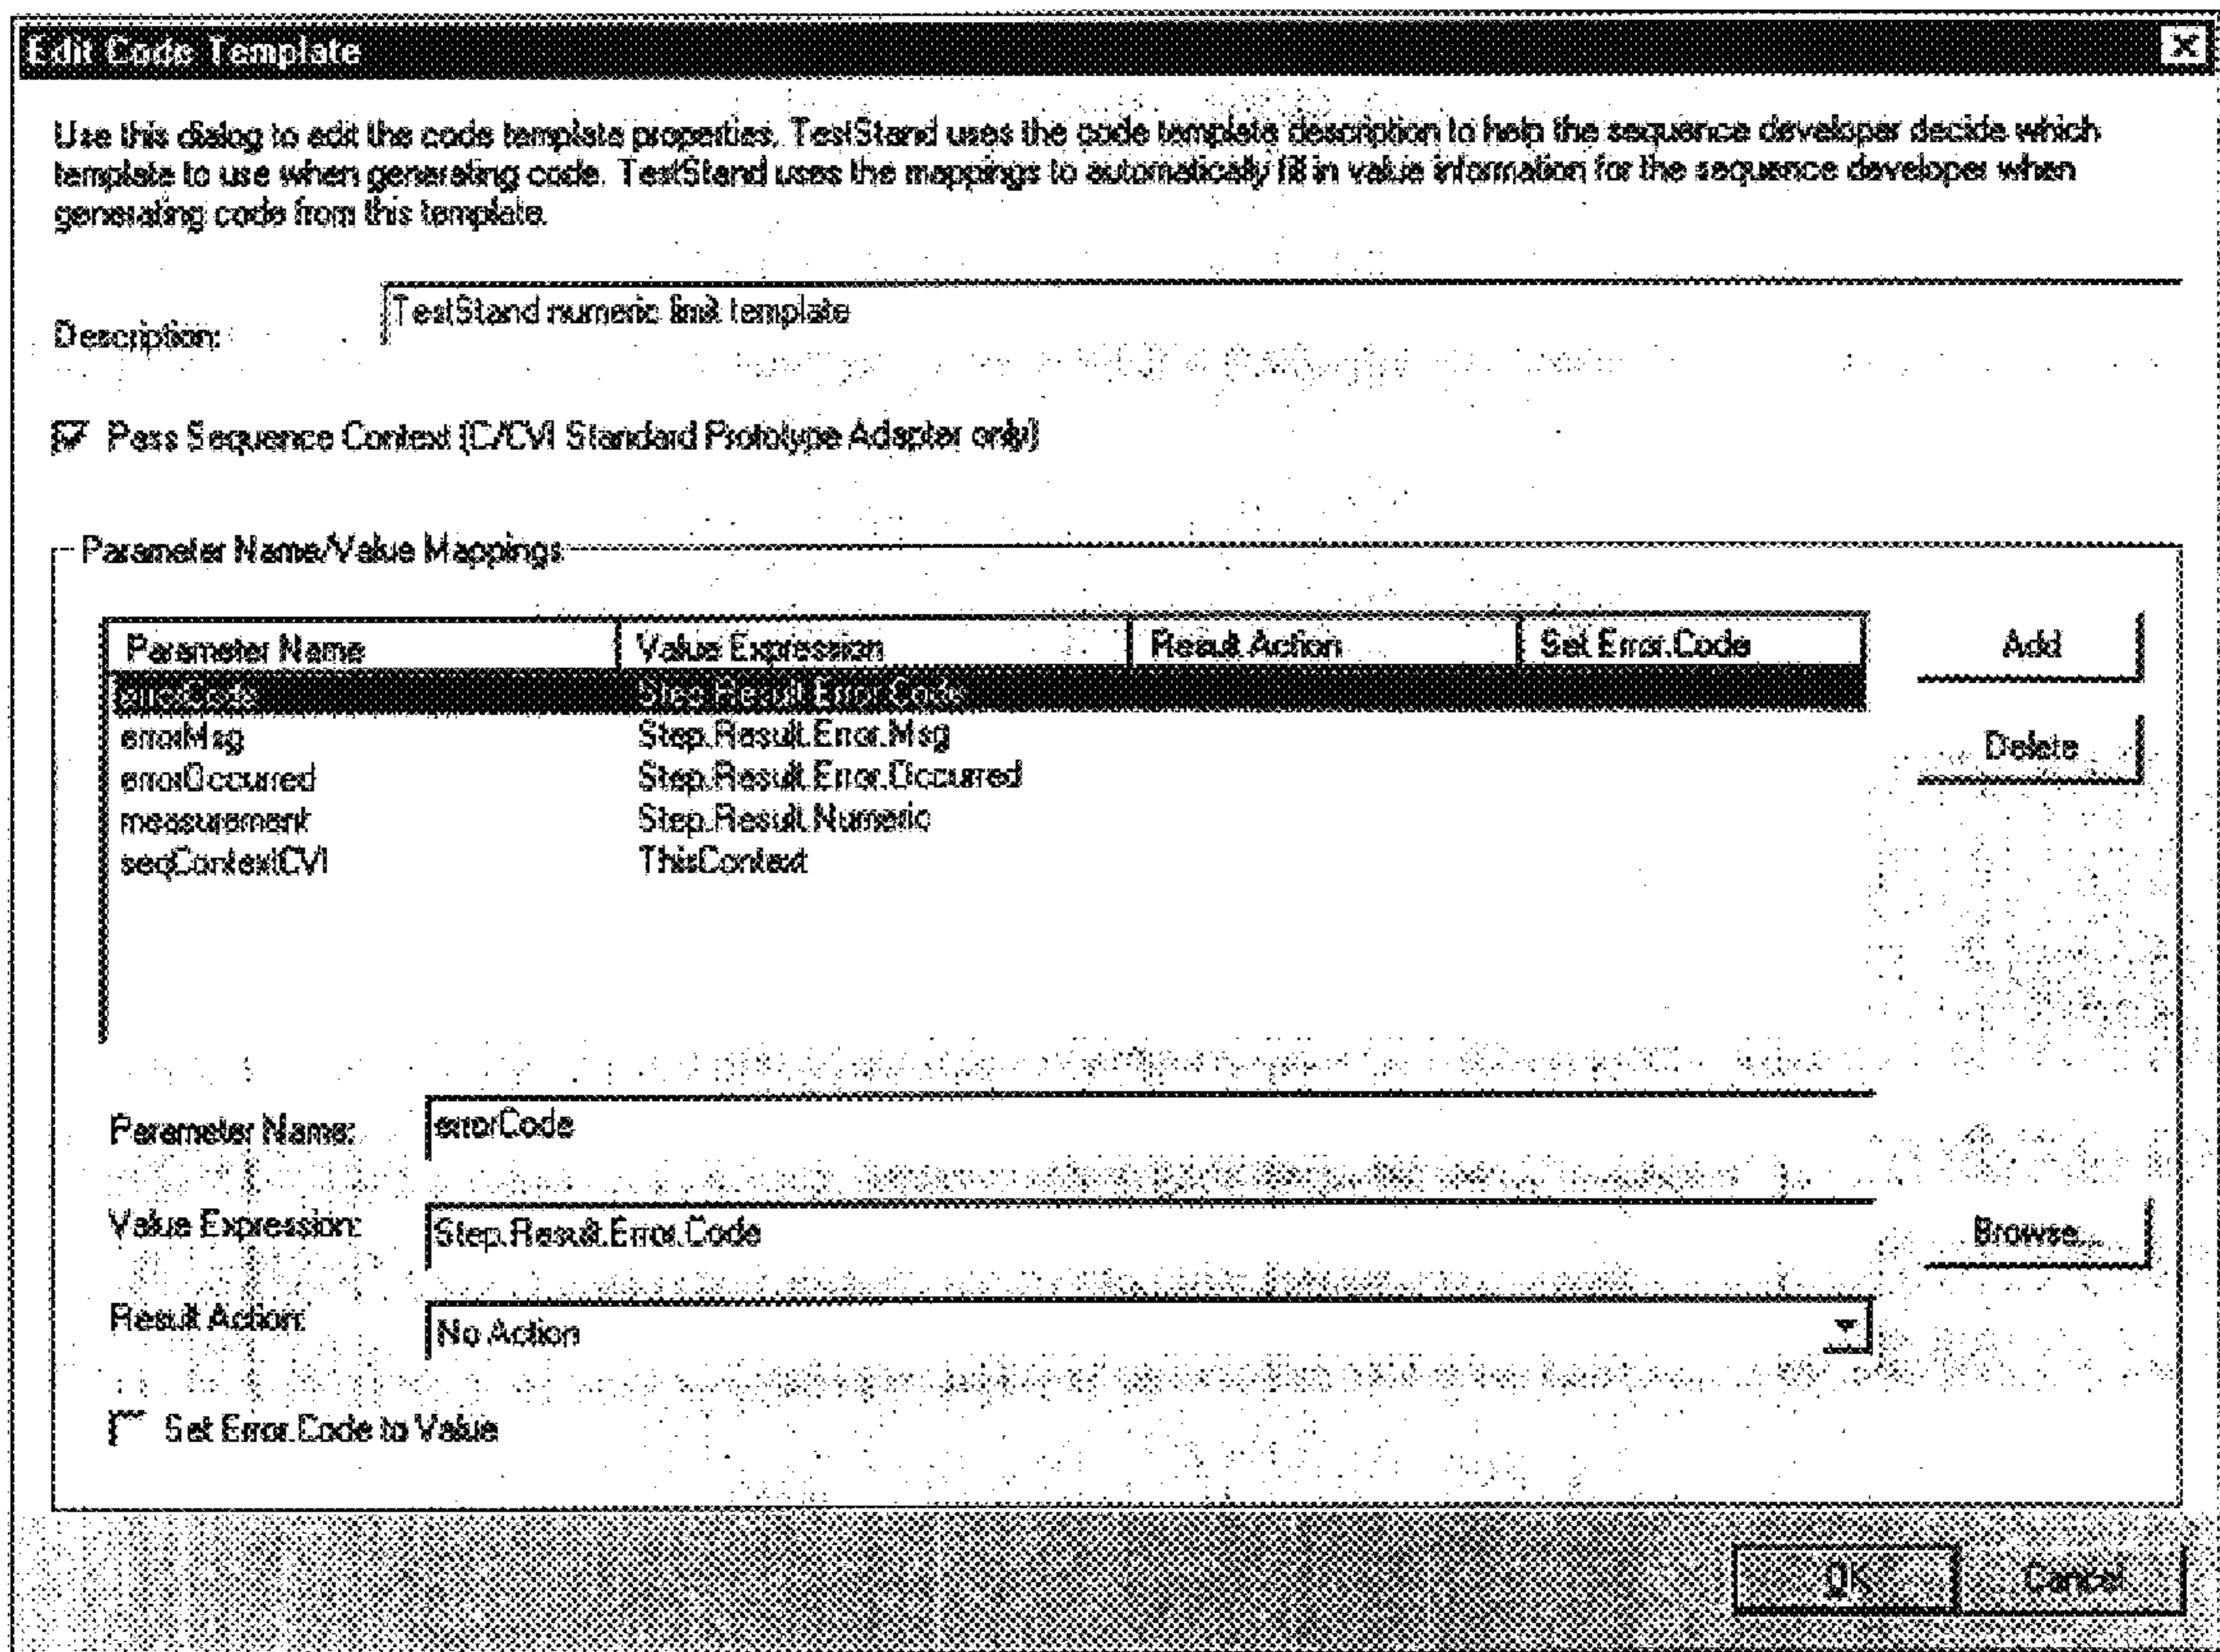 Edit Code Template
Use this dialog to edit the code template properties. TestStand uses the code template description to help the sequence developer decide which
template to use when generating code. TestStand uses the mappings to automatically fill in value information for the sequence developer when
generating code from this template.
Description: TestStand numeric limit template
Pass Sequence Context (C/CVI Standard Prototype Adapter only)
Parameter Name/Value Mappings
Parameter Name Value Expression Result Action Set Error.Code Add
errorCode Step.Result.Error.Code
errorMsg Step.Result.Error.Msg
Delete
errorOccurred Step.Result.Error.Occurred
measurement Step.Result.Numeric
seqContextCVI ThisContext
Parameter Name: errorCode
Value Expression: Step.Result.Error.Code Browse...
Result Action: No Action
Set Error.Code to Value
OK Cancel